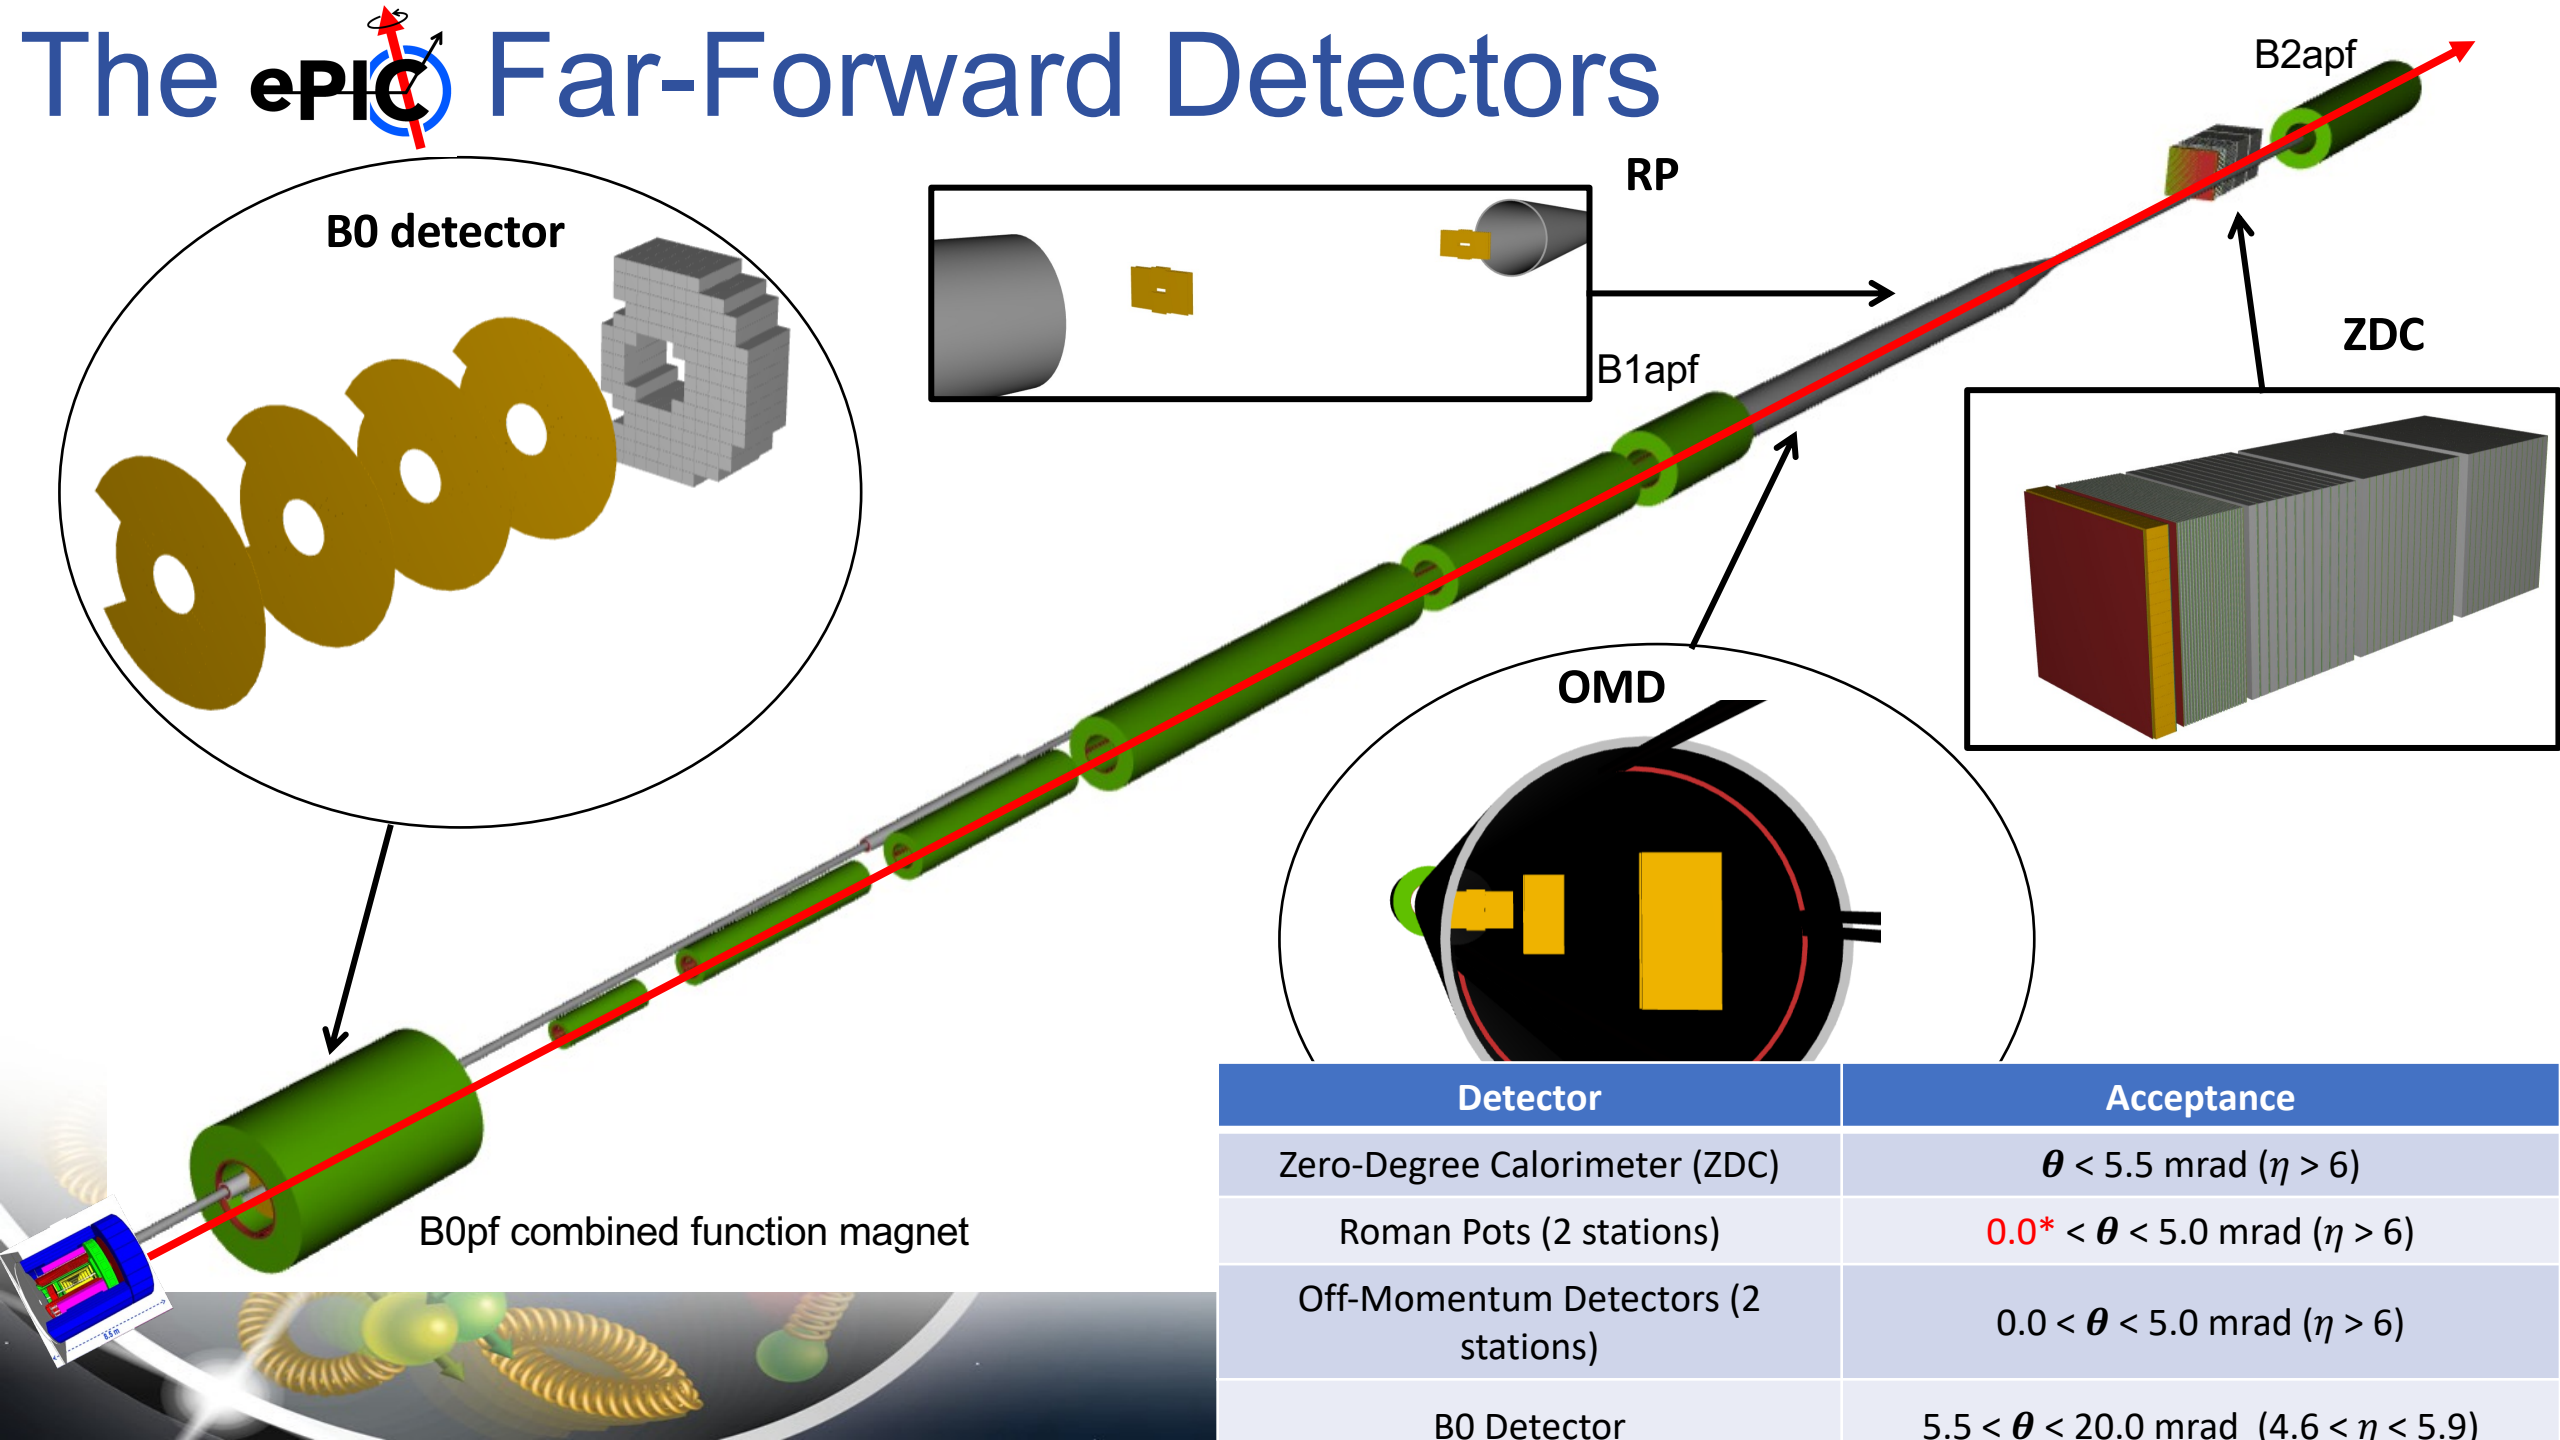 The ePIC Far-Forward Detectors
B2apf
RP
B0 detector
ZDC
B1apf
OMD
B0pf combined function magnet
8.5 m
Detector Acceptance
Zero-Degree Calorimeter (ZDC) θ < 5.5 mrad (η > 6)
Roman Pots (2 stations) 0.0* < θ < 5.0 mrad (η > 6)
Off-Momentum Detectors (2
stations) 0.0 < θ < 5.0 mrad (η > 6)
B0 Detector 5.5 < θ < 20.0 mrad (4.6 < η < 5.9)